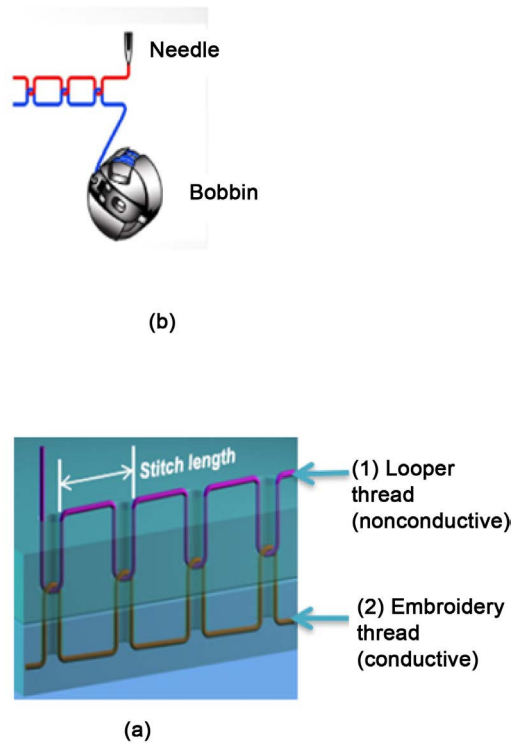 Needle
Bobbin
(b)
Stitch length
(1) Looper
thread
(nonconductive)
(2) Embroidery
thread
(conductive)
(a)